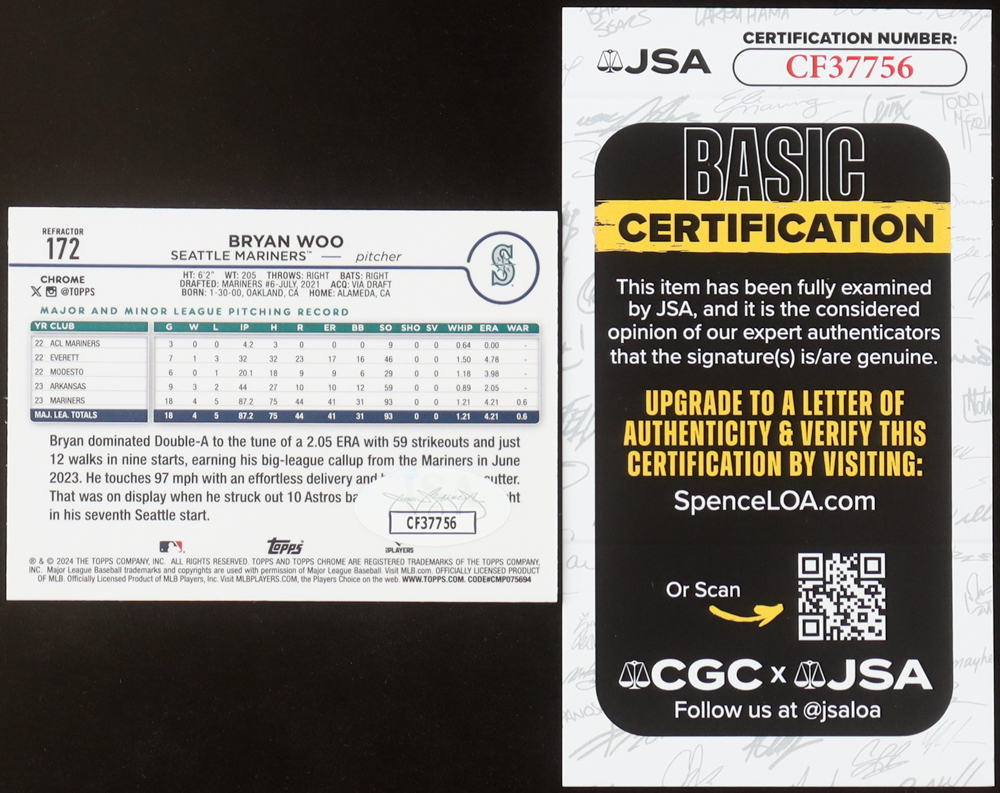 REFRACTOR
172
BRYAN WOO
SEATTLE MARINERS™ — pitcher
CHROME
@TOPPS
HT: 6'2" WT: 205 THROWS: RIGHT BATS: RIGHT
DRAFTED: MARINERS #6-JULY, 2021 ACQ: VIA DRAFT
BORN: 1-30-00, OAKLAND, CA HOME: ALAMEDA, CA
MAJOR AND MINOR LEAGUE PITCHING RECORD
YR CLUB G W L IP H R ER BB SO SHO SV WHIP ERA WAR
22 ACL MARINERS 3 0 0 4.2 3 0 0 0 9 0 0 0.64 0.00 -
22 EVERETT 7 1 3 32 32 23 17 16 46 0 0 1.50 4.78 -
22 MODESTO 6 0 1 20.1 18 9 9 6 29 0 0 1.18 3.98 -
23 ARKANSAS 9 3 2 44 27 10 10 12 59 0 0 0.89 2.05 -
23 MARINERS 18 4 5 87.2 75 44 41 31 93 0 0 1.21 4.21 0.6
MAJ. LEA. TOTALS 18 4 5 87.2 75 44 41 31 93 0 0 1.21 4.21 0.6
Bryan dominated Double-A to the tune of a 2.05 ERA with 59 strikeouts and just
12 walks in nine starts, earning his big-league callup from the Mariners in June
2023. He touches 97 mph with an effortless delivery and
That was on display when he struck out 10 Astros
in his seventh Seattle start.
CF37756
Topps
PLAYERS
® & © 2024 THE TOPPS COMPANY, INC. ALL RIGHTS RESERVED. TOPPS AND TOPPS CHROME ARE REGISTERED TRADEMARKS OF THE TOPPS COMPANY,
INC. Major League Baseball trademarks and copyrights are used with permission of Major League Baseball. Visit MLB.com. OFFICIALLY LICENSED PRODUCT
OF MLB. Officially Licensed Product of MLB Players, Inc. Visit MLBPLAYERS.COM, the Players Choice on the web. WWW.TOPPS.COM. CODE#CMP075694
JSA
CERTIFICATION NUMBER:
CF37756
BASIC
CERTIFICATION
This item has been fully examined
by JSA, and it is the considered
opinion of our expert authenticators
that the signature(s) is/are genuine.
UPGRADE TO A LETTER OF
AUTHENTICITY & VERIFY THIS
CERTIFICATION BY VISITING:
SpenceLOA.com
Or Scan
CGC x JSA
Follow us at @jsaloa